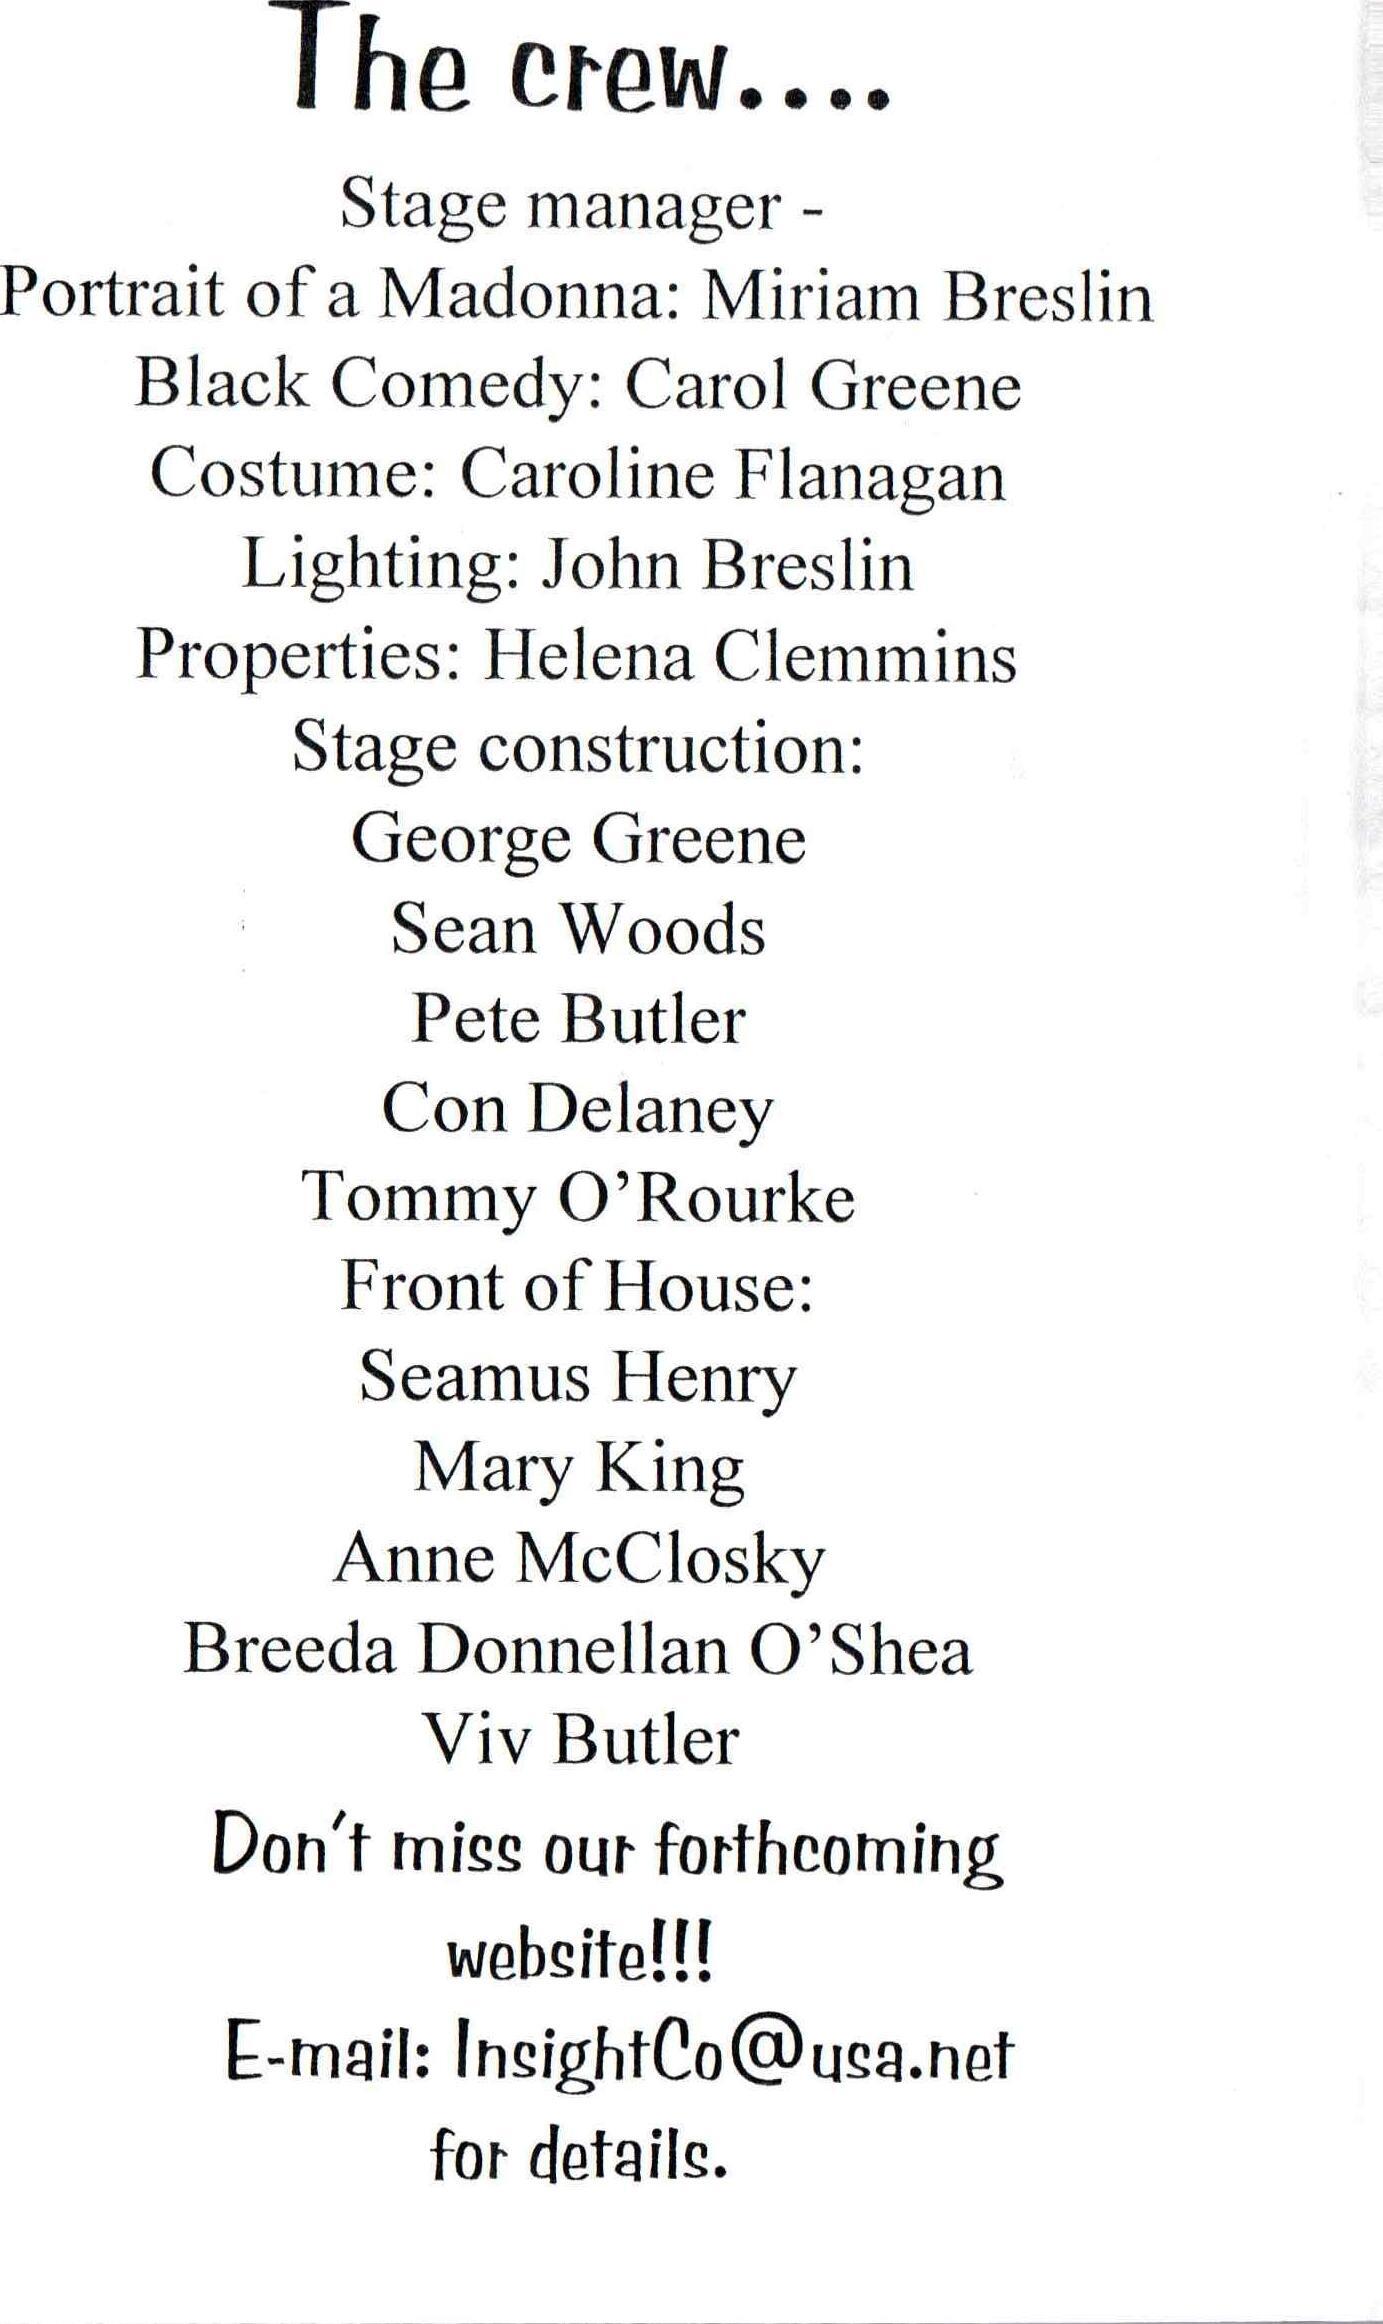 The crew....
Stage manager -
Portrait of a Madonna: Miriam Breslin
Black Comedy: Carol Greene
Costume: Caroline Flanagan
Lighting: John Breslin
Properties: Helena Clemmins
Stage construction:
George Greene
Sean Woods
Pete Butler
Con Delaney
Tommy O’Rourke
Front of House:
Seamus Henry
Mary King
Anne McClosky
Breeda Donnellan O’Shea
Viv Butler
Don't miss our forthcoming
website!!!
E-mail: InsightCo@usa.net
for details.